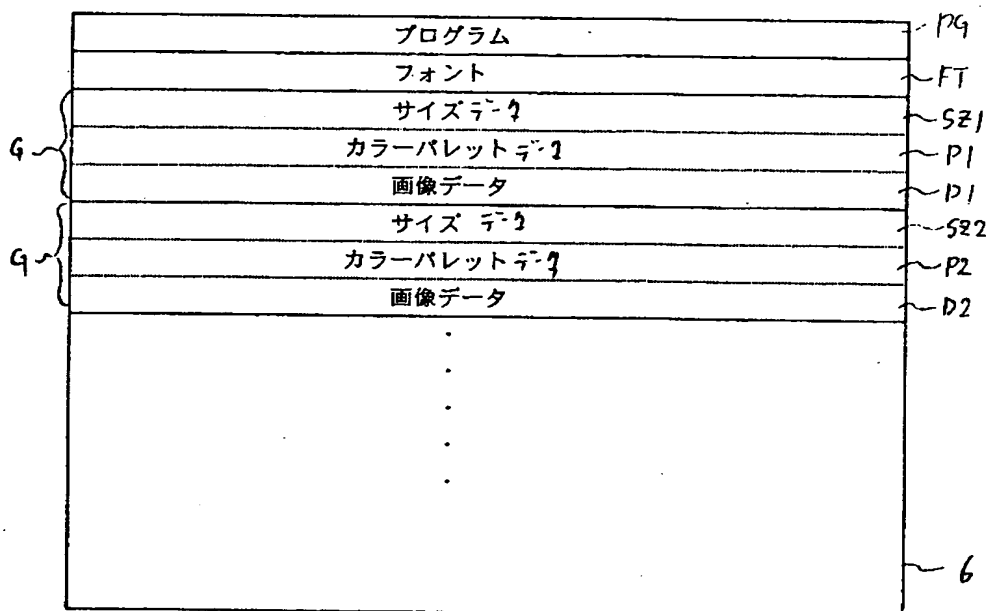 プログラム PG
フォント FT
サイズデータ SZ1
G カラーパレットデータ P1
画像データ D1
サイズ データ SZ2
G カラーパレットデータ P2
画像データ D2
6